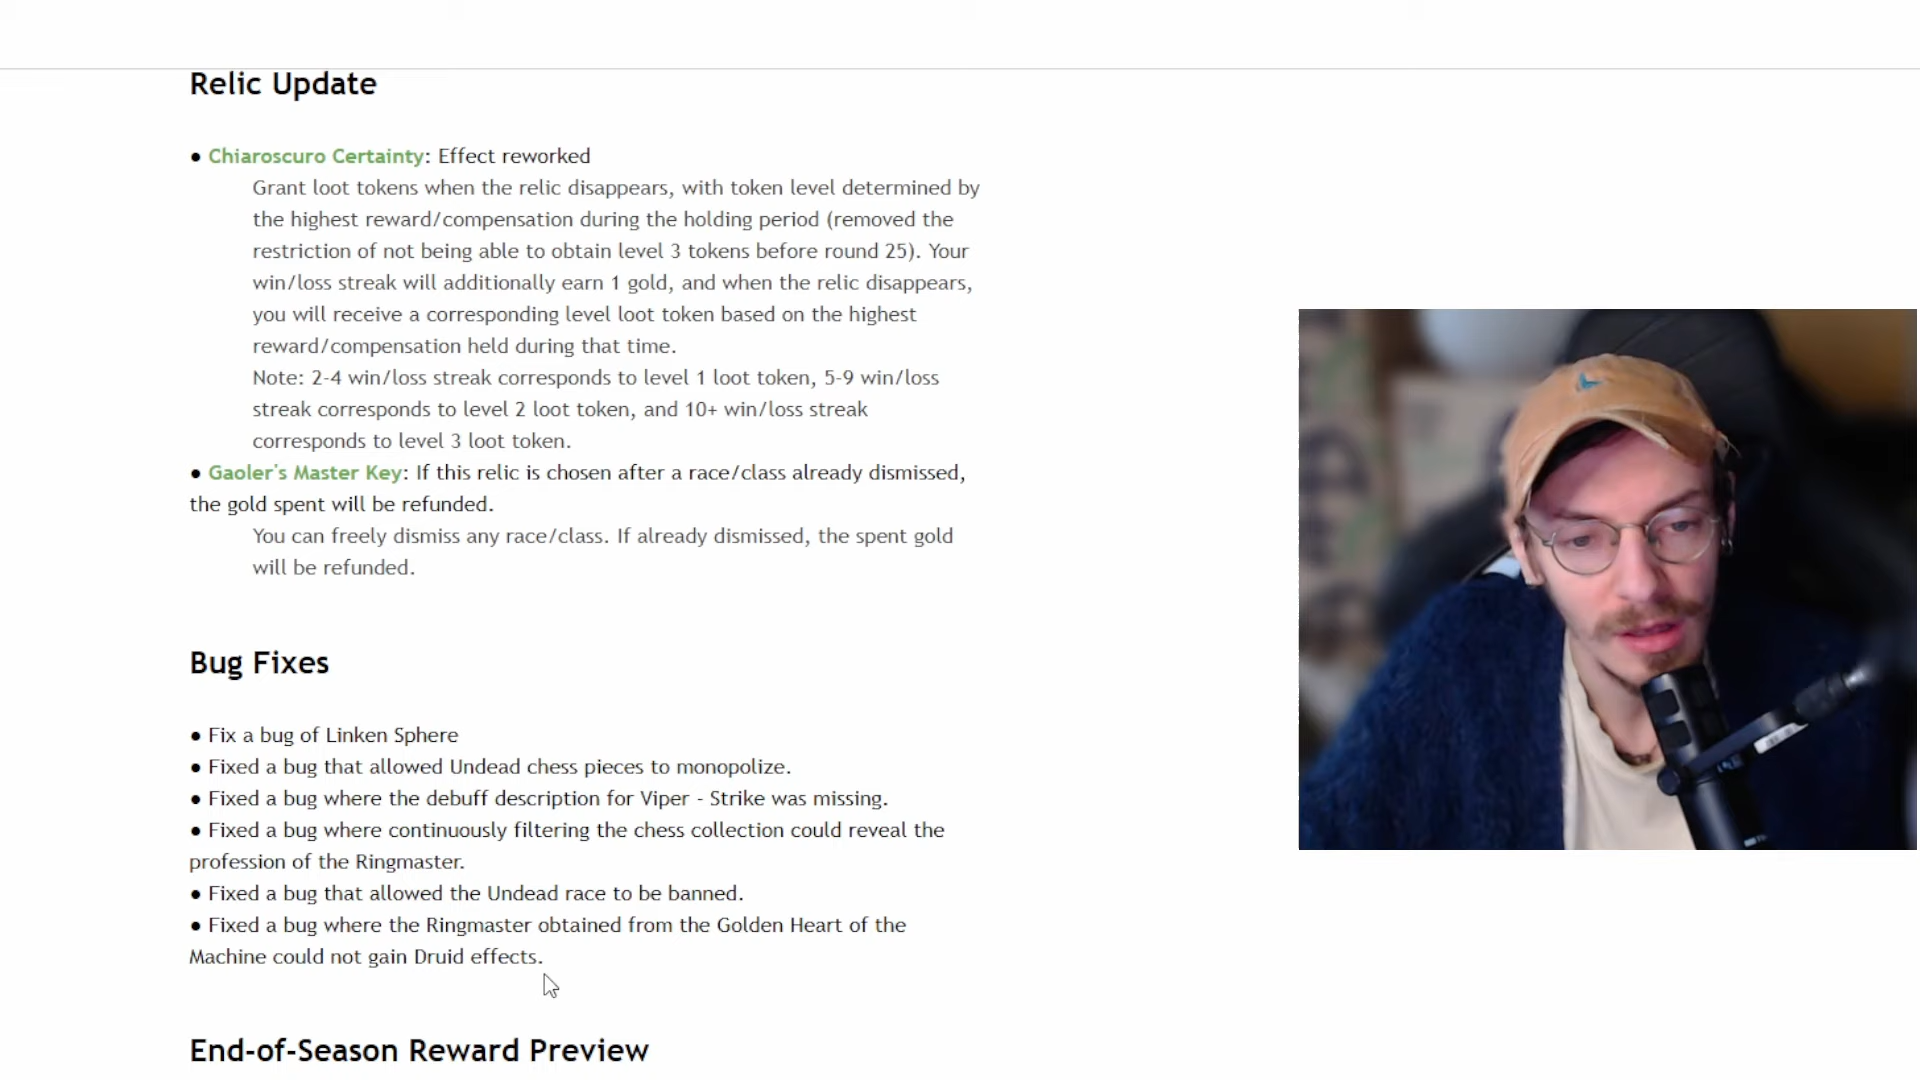 Relic Update
● Chiaroscuro Certainty: Effect reworked
Grant loot tokens when the relic disappears, with token level determined by
the highest reward/compensation during the holding period (removed the
restriction of not being able to obtain level 3 tokens before round 25). Your
win/loss streak will additionally earn 1 gold, and when the relic disappears,
you will receive a corresponding level loot token based on the highest
reward/compensation held during that time.
Note: 2-4 win/loss streak corresponds to level 1 loot token, 5-9 win/loss
streak corresponds to level 2 loot token, and 10+ win/loss streak
corresponds to level 3 loot token.
● Gaoler's Master Key: If this relic is chosen after a race/class already dismissed,
the gold spent will be refunded.
You can freely dismiss any race/class. If already dismissed, the spent gold
will be refunded.
Bug Fixes
● Fix a bug of Linken Sphere
● Fixed a bug that allowed Undead chess pieces to monopolize.
● Fixed a bug where the debuff description for Viper - Strike was missing.
● Fixed a bug where continuously filtering the chess collection could reveal the
profession of the Ringmaster.
● Fixed a bug that allowed the Undead race to be banned.
● Fixed a bug where the Ringmaster obtained from the Golden Heart of the
Machine could not gain Druid effects.
End-of-Season Reward Preview